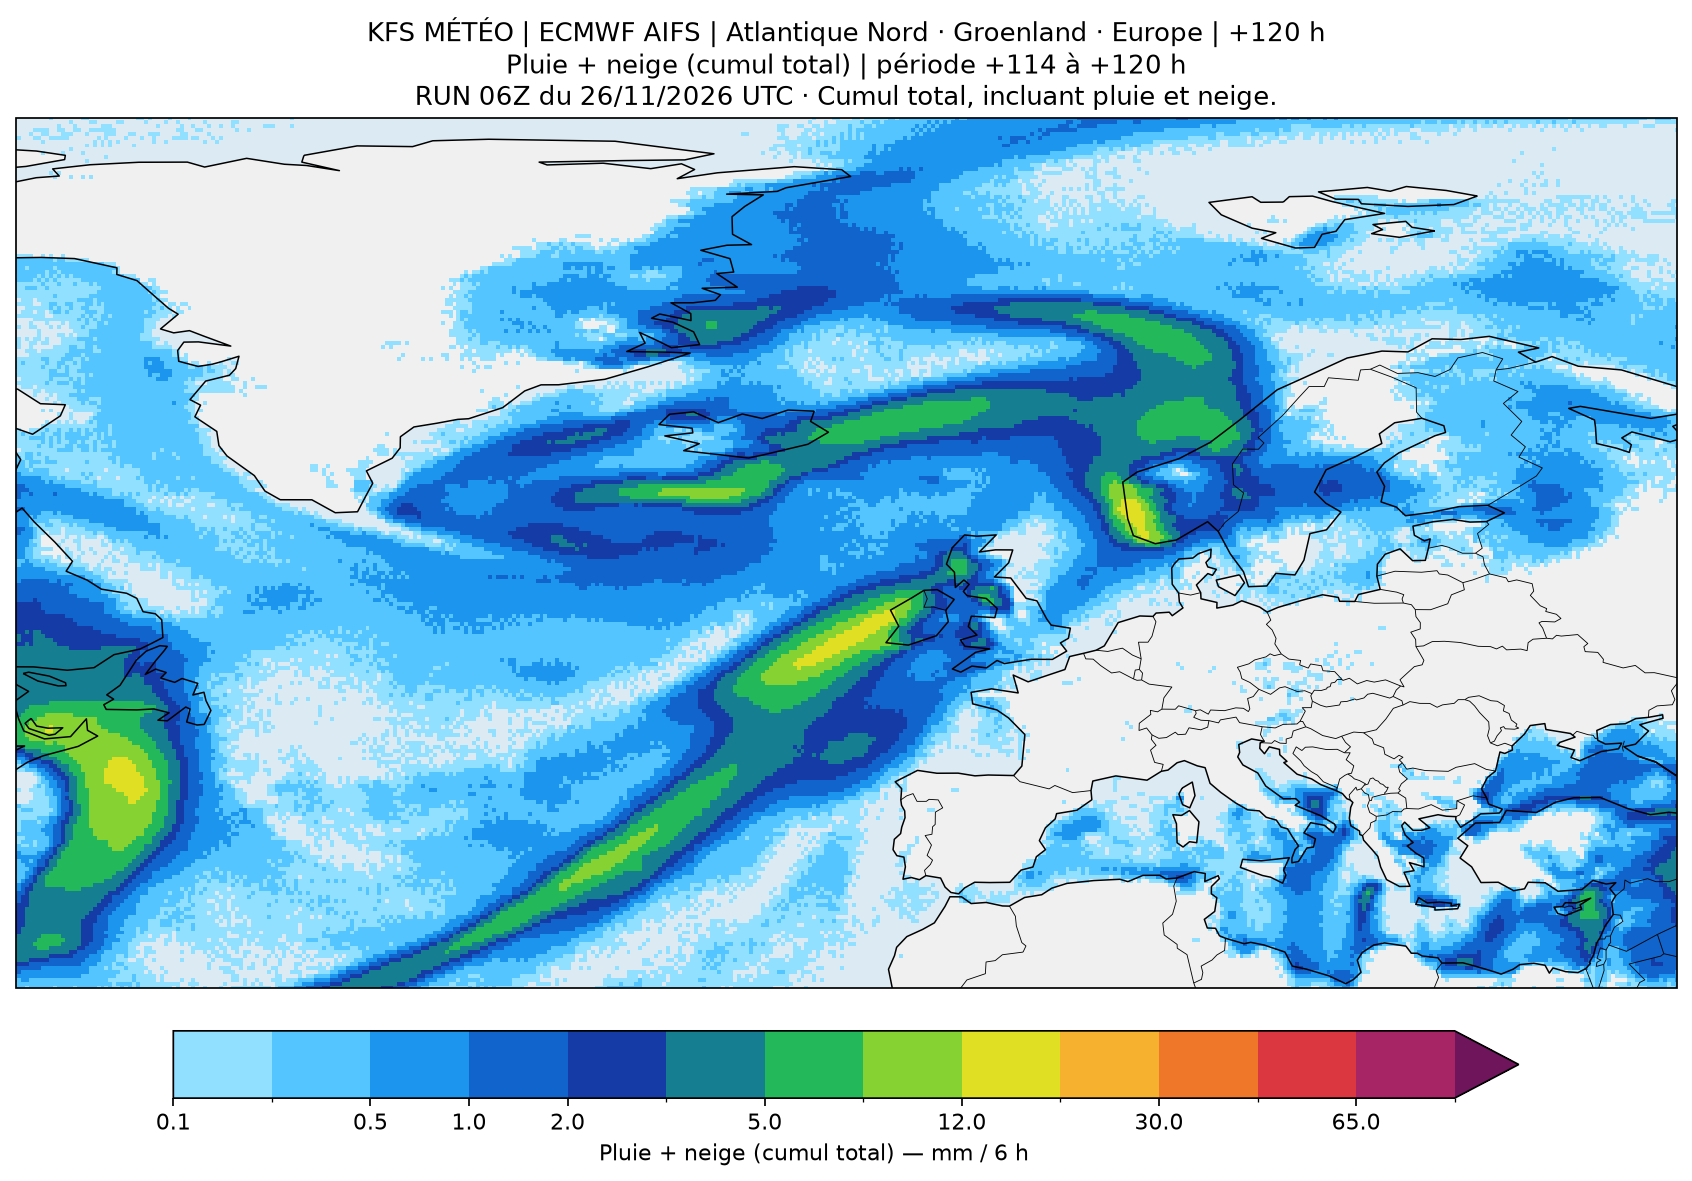 KFS MÉTÉO | ECMWF AIFS | Atlantique Nord · Groenland · Europe | +120 h
Pluie + neige (cumul total) | période +114 à +120 h
RUN 06Z du 26/11/2026 UTC · Cumul total, incluant pluie et neige.
0.1 0.5 1.0 2.0 5.0 12.0 30.0 65.0
Pluie + neige (cumul total) — mm / 6 h